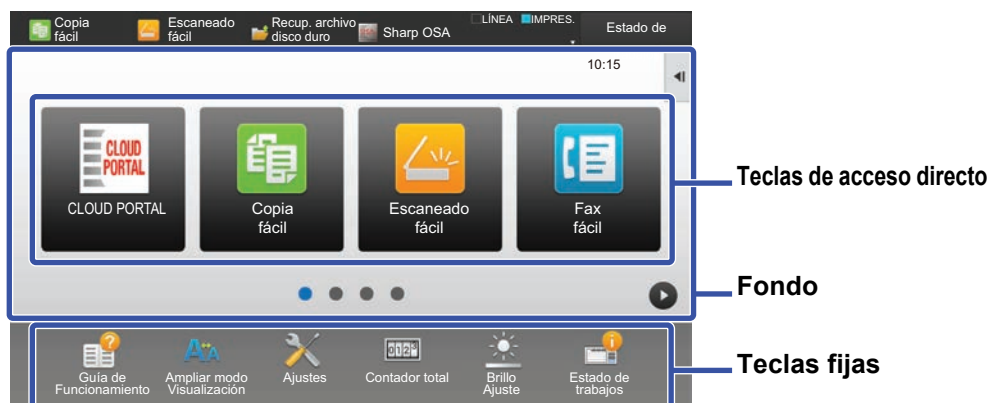 Copia
fácil
Escaneado
fácil
Recup. archivo
disco duro
Sharp OSA
LÍNEA
IMPRES.
Estado de
10:15
CLOUD
PORTAL
CLOUD PORTAL
Copia
fácil
Escaneado
fácil
Fax
fácil
Teclas de acceso directo
Fondo
Guía de
Funcionamiento
Ampliar modo
Visualización
Ajustes
Contador total
Brillo
Ajuste
Estado de
trabajos
Teclas fijas